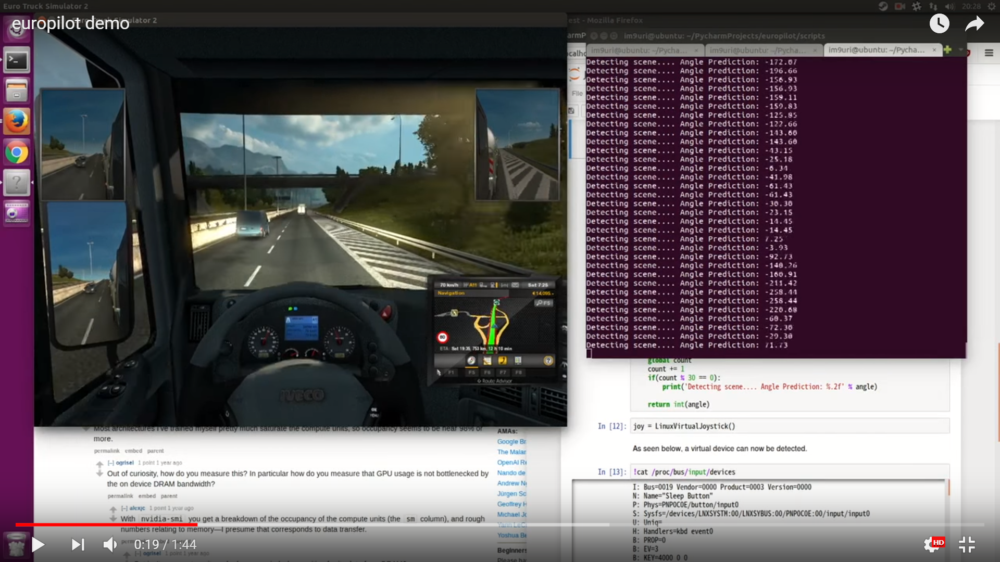 Euro Truck Simulator 2
20:28
europilot demo
Simulator 2
est - Mozilla Firefox
im9uri@ubuntu: ~/PycharmProjects/europilot/scripts
im9uri@ubuntu: ~/Pycha... ×
im9uri@ubuntu: ~/Pycha... ×
im9uri@ubuntu: ~/Pycha... ×
File
Detecting scene.... Angle Prediction: -172.07
Detecting scene.... Angle Prediction: -196.66
Detecting scene.... Angle Prediction: -156.93
Detecting scene.... Angle Prediction: -156.93
Detecting scene.... Angle Prediction: -159.11
Detecting scene.... Angle Prediction: -159.83
Detecting scene.... Angle Prediction: -125.85
Detecting scene.... Angle Prediction: -122.66
Detecting scene.... Angle Prediction: -143.60
Detecting scene.... Angle Prediction: -143.60
Detecting scene.... Angle Prediction: -43.15
Detecting scene.... Angle Prediction: -25.18
Detecting scene.... Angle Prediction: -6.34
Detecting scene.... Angle Prediction: -41.98
Detecting scene.... Angle Prediction: -61.43
Detecting scene.... Angle Prediction: -61.43
Detecting scene.... Angle Prediction: -30.30
Detecting scene.... Angle Prediction: -23.15
Detecting scene.... Angle Prediction: -14.45
Detecting scene.... Angle Prediction: -14.45
Detecting scene.... Angle Prediction: 7.25
Detecting scene.... Angle Prediction: -3.93
Detecting scene.... Angle Prediction: -92.73
Detecting scene.... Angle Prediction: -140.26
Detecting scene.... Angle Prediction: -160.91
Detecting scene.... Angle Prediction: -211.42
Detecting scene.... Angle Prediction: -258.44
Detecting scene.... Angle Prediction: -258.44
Detecting scene.... Angle Prediction: -220.68
Detecting scene.... Angle Prediction: -60.37
Detecting scene.... Angle Prediction: -72.30
Detecting scene.... Angle Prediction: -29.30
Detecting scene.... Angle Prediction: 71.73
70 km/h A11 Sat 7:25
Navigation €14,095.-
F5
80
ETA: Sat 19:35, 753 km, 12 h 10 min
F1 F5 F6 F7 F8
Route Advisor
IVECO
global count
count += 1
if(count % 30 == 0):
print('Detecting scene.... Angle Prediction: %.2f' % angle)
return int(angle)
In [12]: joy = LinuxVirtualJoystick()
As seen below, a virtual device can now be detected.
In [13]: !cat /proc/bus/input/devices
I: Bus=0019 Vendor=0000 Product=0003 Version=0000
N: Name="Sleep Button"
P: Phys=PNP0C0E/button/input0
S: Sysfs=/devices/LNXSYSTM:00/LNXSYBUS:00/PNP0C0E:00/input/input0
U: Uniq=
H: Handlers=kbd event0
B: PROP=0
B: EV=3
B: KEY=4000 0 0
Most architectures I've trained myself pretty much saturate the compute units, so occupancy seems to be near 98% or
more.
permalink embed parent
[–] ogrisel 1 point 1 year ago
Out of curiosity, how do you measure this? In particular how do you measure that GPU usage is not bottlenecked by
the on device DRAM bandwidth?
permalink embed parent
[–] alexjc 1 point 1 year ago
With nvidia-smi you get a breakdown of the occupancy of the compute units (the sm column), and rough
numbers relating to memory—I presume that corresponds to data transfer.
[–] ogrisel 1 point 1 year ago
AMAs:
Google Br
The Malar
OpenAI Re
Nando de
Andrew Ng
Jürgen Sc
Geoffrey H
Michael Jo
Yann LeC
Yoshua Be
Beginners
Please ha
0:19 / 1:44
HD